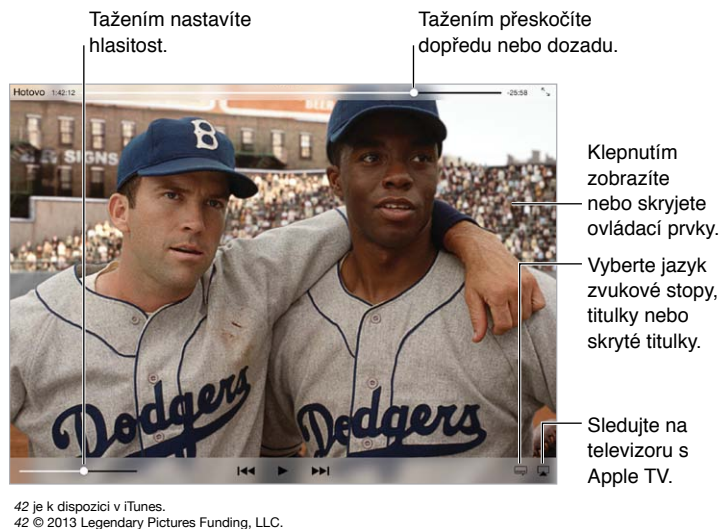 Tažením nastavíte
hlasitost.
Tažením přeskočíte
dopředu nebo dozadu.
Hotovo 1:42:12
-25:58
BEER
SIGNS
B
Klepnutím
zobrazíte
nebo skryjete
ovládací prvky.
Vyberte jazyk
zvukové stopy,
titulky nebo
skryté titulky.
Dodgers
Dodgers
Sledujte na
televizoru s
Apple TV.
42 je k dispozici v iTunes.
42 © 2013 Legendary Pictures Funding, LLC.